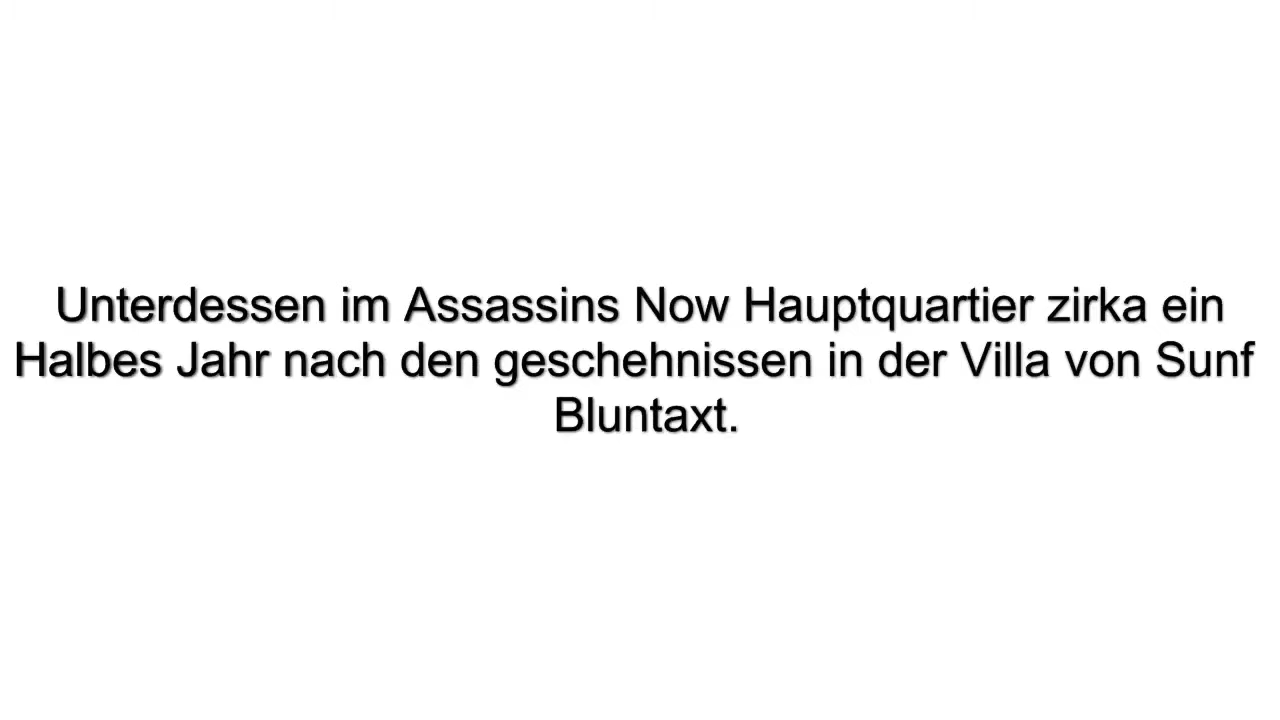 Unterdessen im Assassins Now Hauptquartier zirka ein
Halbes Jahr nach den geschehnissen in der Villa von Sunf
Bluntaxt.